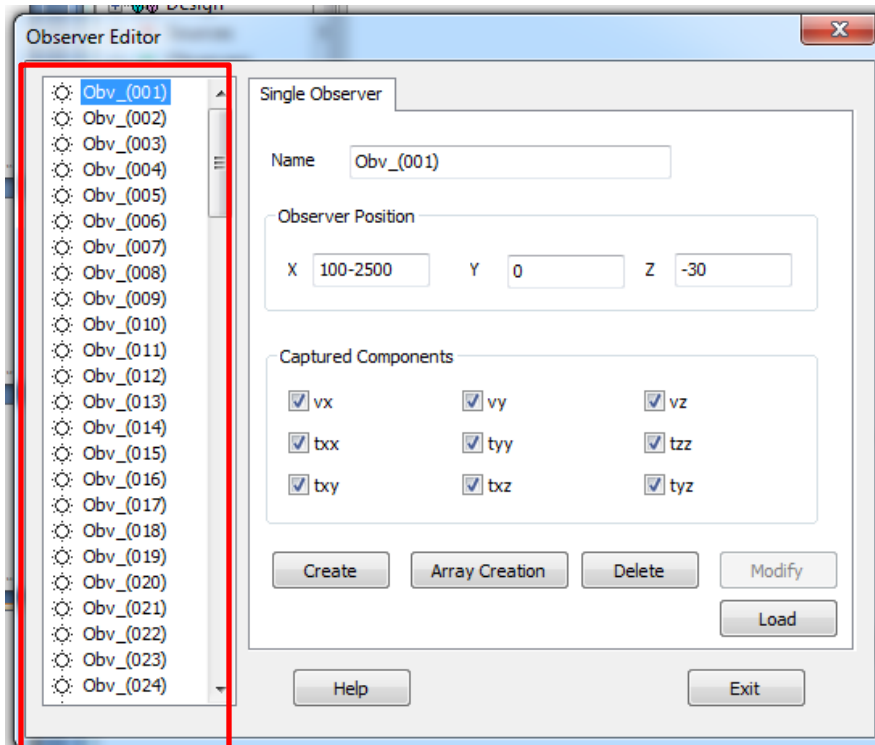 Design
Observer Editor
Obv_(001)
Obv_(002)
Obv_(003)
Obv_(004)
Obv_(005)
Obv_(006)
Obv_(007)
Obv_(008)
Obv_(009)
Obv_(010)
Obv_(011)
Obv_(012)
Obv_(013)
Obv_(014)
Obv_(015)
Obv_(016)
Obv_(017)
Obv_(018)
Obv_(019)
Obv_(020)
Obv_(021)
Obv_(022)
Obv_(023)
Obv_(024)
Single Observer
Name Obv_(001)
Observer Position
X 100-2500 Y 0 Z -30
Captured Components
vx vy vz
txx tyy tzz
txy txz tyz
Create Array Creation Delete Modify
Load
Help Exit